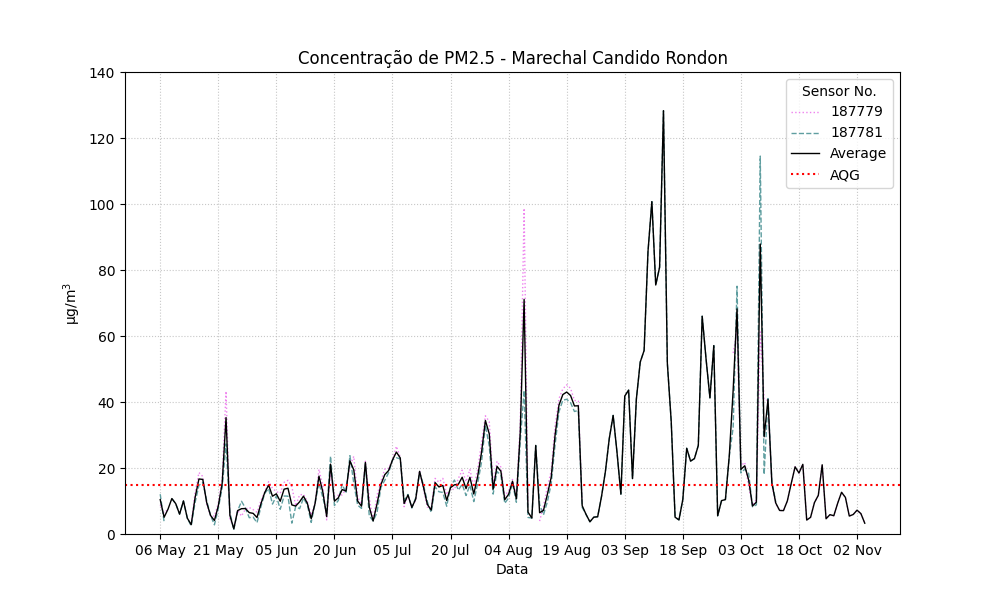 Concentração de PM2.5 - Marechal Candido Rondon
140
120
100
80
60
40
20
0
µg/m³
Sensor No.
187779
187781
Average
AQG
06 May 21 May 05 Jun 20 Jun 05 Jul 20 Jul 04 Aug 19 Aug 03 Sep 18 Sep 03 Oct 18 Oct 02 Nov
Data